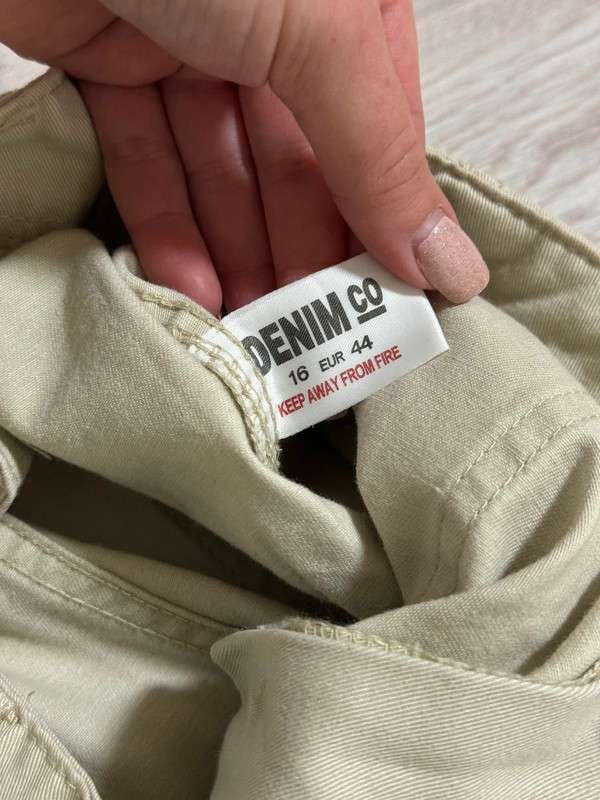 DENIM CO
16 EUR 44
KEEP AWAY FROM FIRE